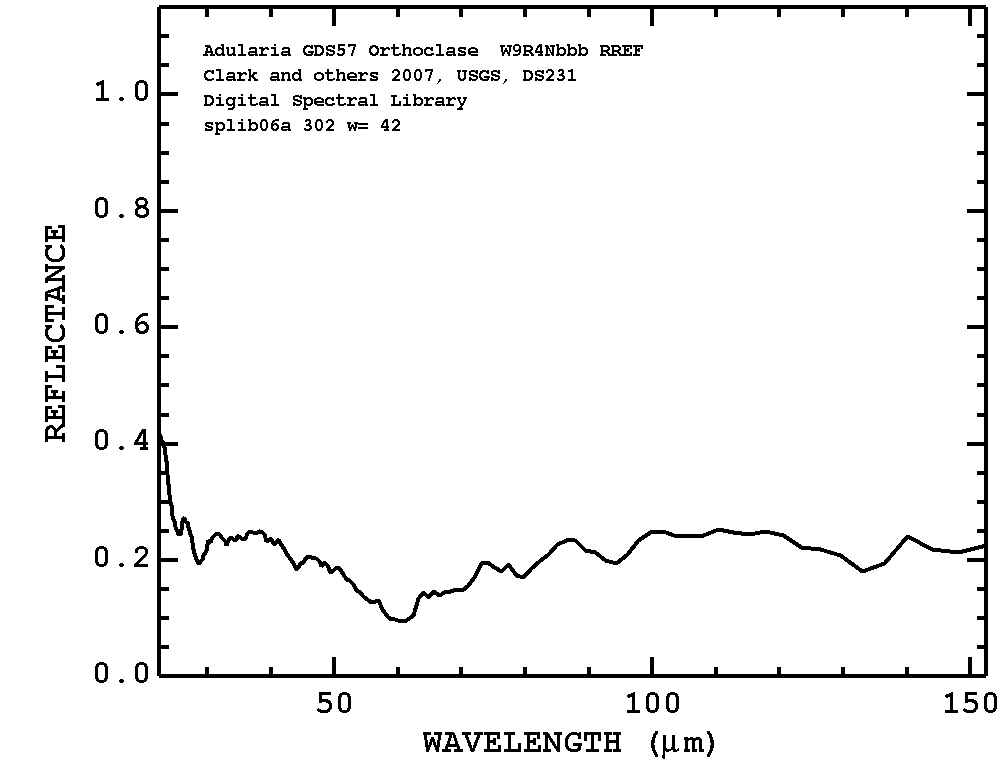 Adularia GDS57 Orthoclase  W9R4Nbbb RREF
Clark and others 2007, USGS, DS231
Digital Spectral Library
splib06a 302 w= 42
1.0
0.8
0.6
0.4
0.2
0.0
REFLECTANCE
50
100
150
WAVELENGTH (μm)